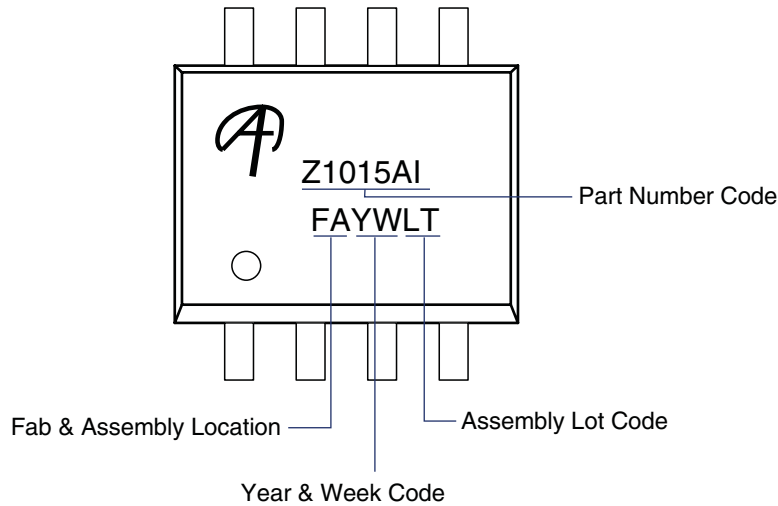 Z1015AI
Part Number Code
FAYWLT
Fab & Assembly Location
Assembly Lot Code
Year & Week Code